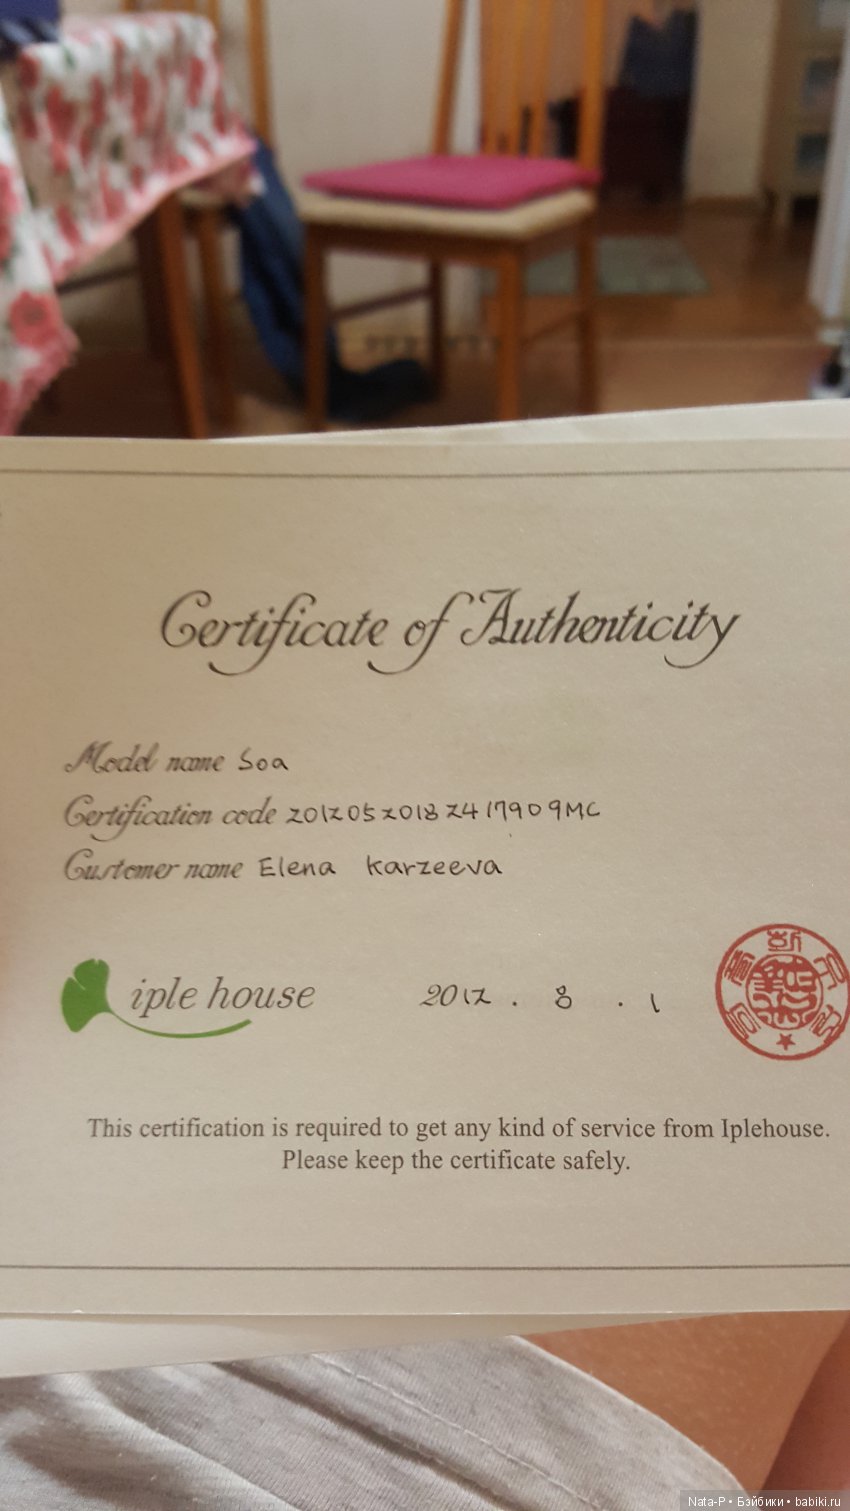 Certificate of Authenticity
Model name Soa
Certification code 20120520182417909MC
Customer name Elena Karzeeva
iple house 2012 . 8 . 1
This certification is required to get any kind of service from Iplehouse.
Please keep the certificate safely.
Nata-P • Бэйбики • babiki.ru